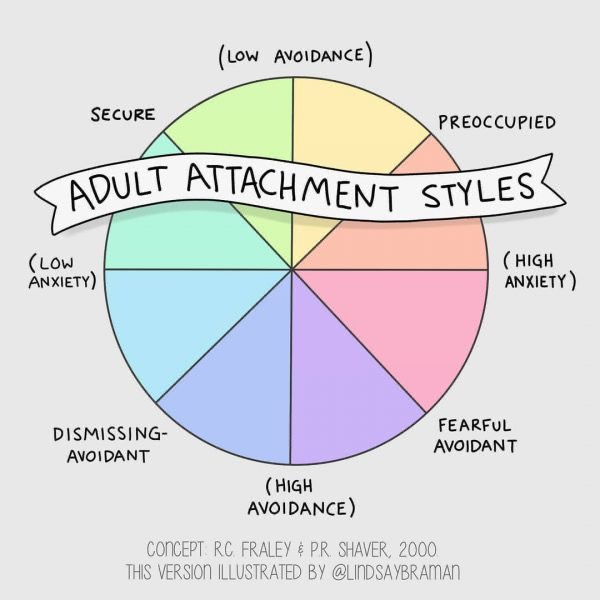 (LOW AVOIDANCE)
SECURE
PREOCCUPIED
ADULT ATTACHMENT STYLES
(LOW
ANXIETY)
(HIGH
ANXIETY)
DISMISSING-
AVOIDANT
FEARFUL
AVOIDANT
(HIGH
AVOIDANCE)
CONCEPT: R.C. FRALEY & P.R. SHAVER, 2000.
THIS VERSION ILLUSTRATED BY @LINDSAYBRAMAN